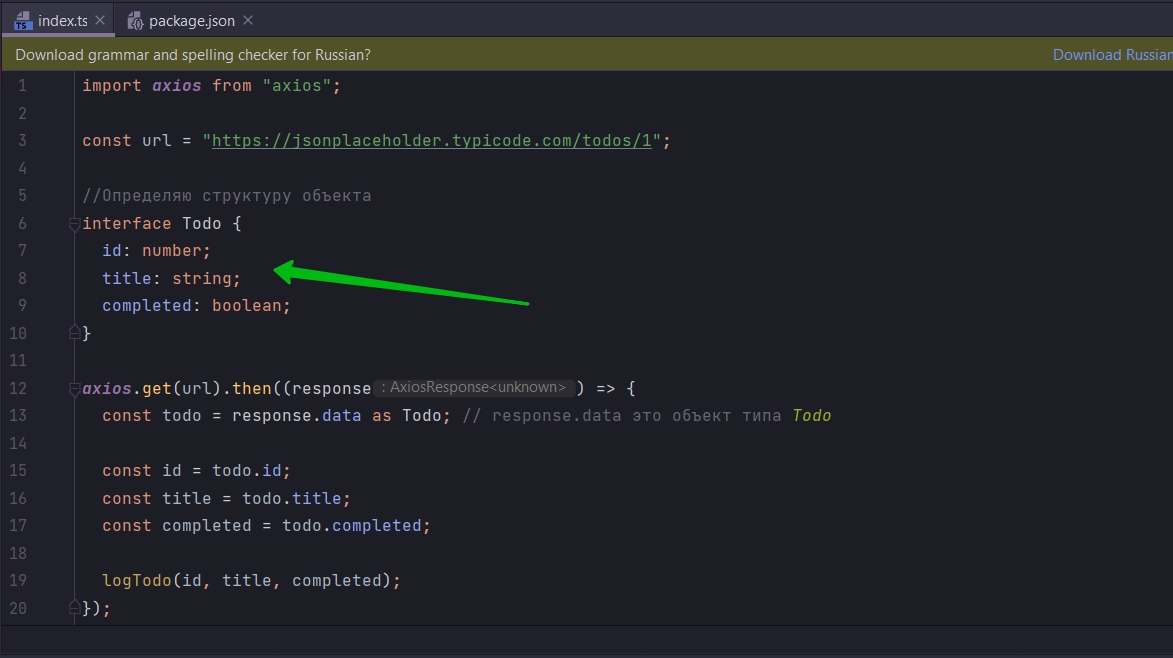 index.ts
package.json
Download grammar and spelling checker for Russian?
Download Russian
1 import axios from "axios";
2
3 const url = "https://jsonplaceholder.typicode.com/todos/1";
4
5 //Определяю структуру объекта
6 interface Todo {
7 id: number;
8 title: string;
9 completed: boolean;
10 }
11
12 axios.get(url).then((response : AxiosResponse<unknown> ) => {
13 const todo = response.data as Todo; // response.data это объект типа Todo
14
15 const id = todo.id;
16 const title = todo.title;
17 const completed = todo.completed;
18
19 logTodo(id, title, completed);
20 });